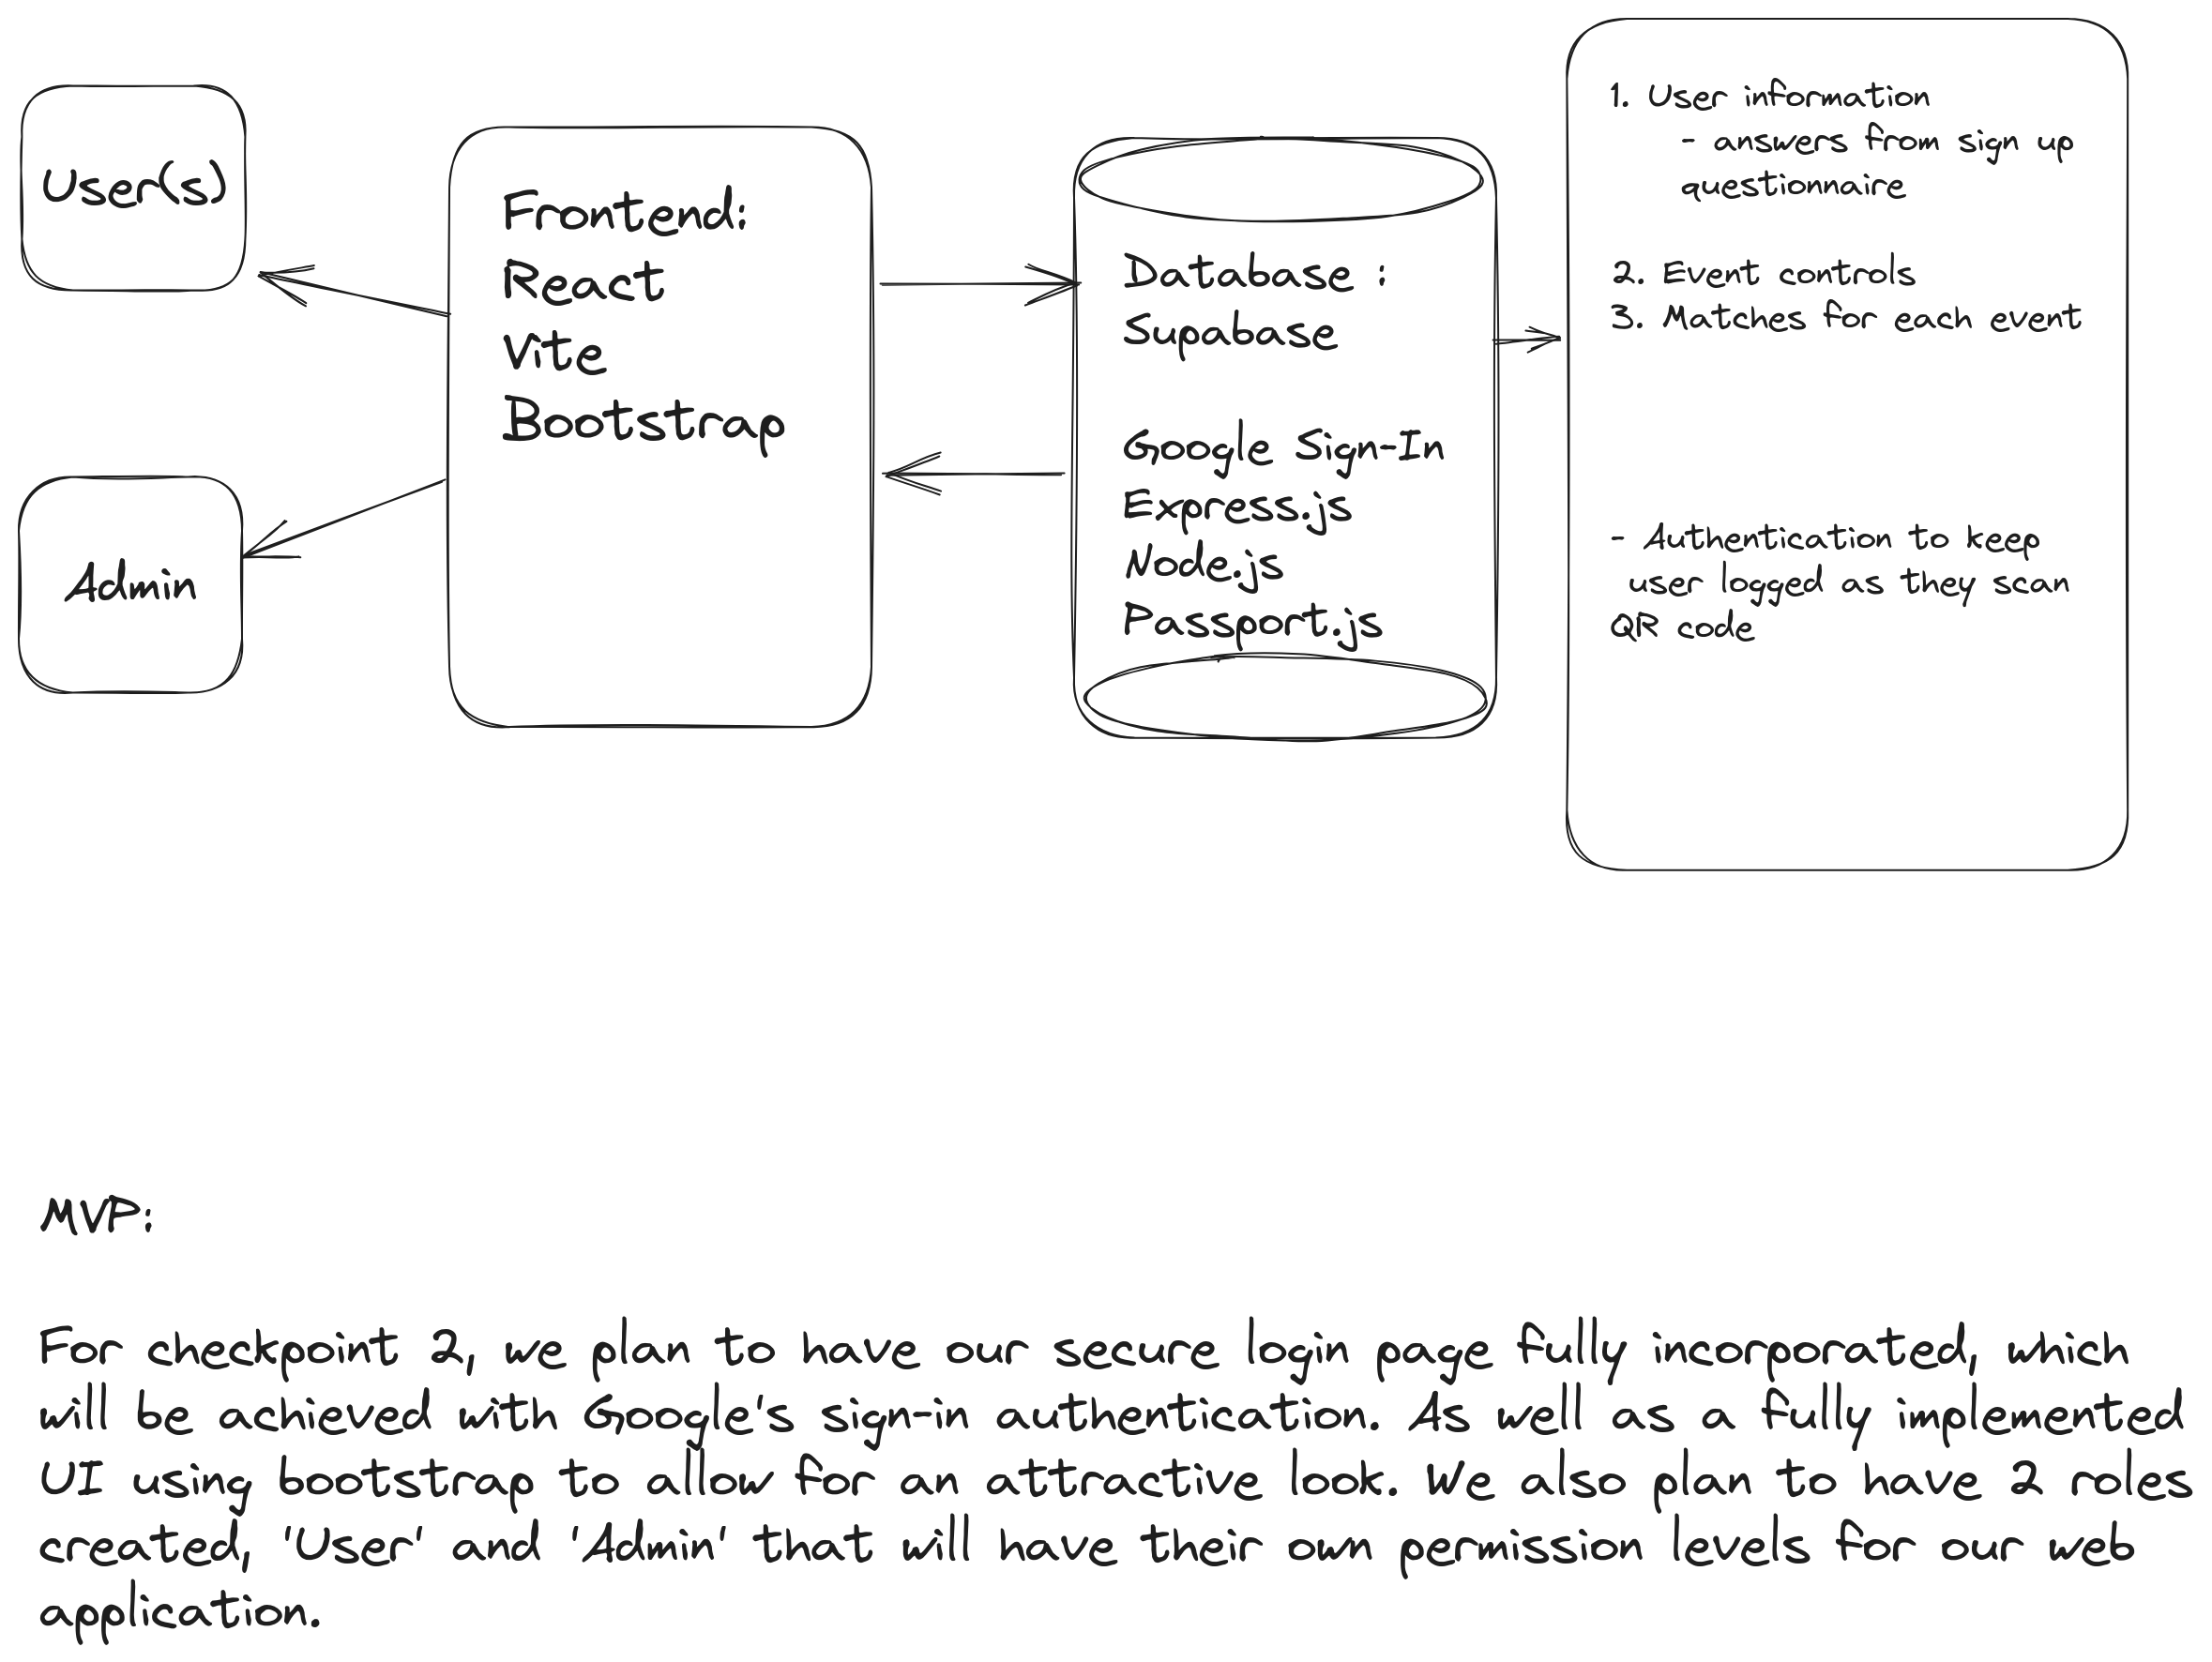 User(s)
Admin
Frontend:
React
Vite
Bootstrap
Database :
Supabase
Google Sign-In
Express.js
Node.js
Passport.js
1. User information
- answers from sign up
questionnaire
2. Event controls
3. Matches for each event
- Authentication to keep
user logged as they scan
QR code
MVP:
For checkpoint 2, we plan to have our secure login page fully incorporated, which
will be achieved with Google's sign-in authentication. As well as a fully implemented
UI using bootstrap to allow for an attractive look. We also plan to have 2 roles
created, 'User' and 'Admin' that will have their own permission levels for our web
application.